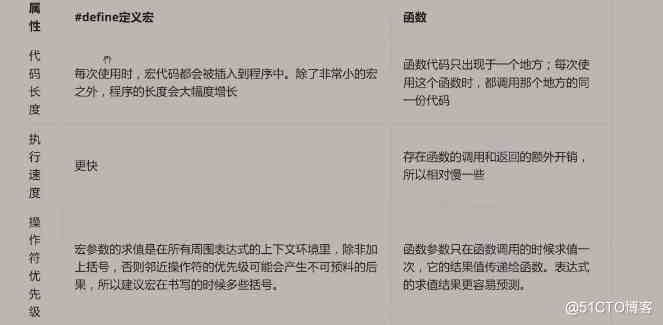 属
性
#define定义宏
函数
代
码
长
度
每次使用时，宏代码都会被插入到程序中。除了非常小的宏
之外，程序的长度会大幅度增长
函数代码只出现于一个地方；每次使
用这个函数时，都调用那个地方的同
一份代码
执
行
速
度
更快
存在函数的调用和返回的额外开销，
所以相对慢一些
操
作
符
优
先
级
宏参数的求值是在所有周围表达式的上下文环境里，除非加
上括号，否则邻近操作符的优先级可能会产生不可预料的后
果，所以建议宏在书写的时候多些括号。
函数参数只在函数调用的时候求值一
次，它的结果值传递给函数。表达式
的求值结果更容易预测。
@51CTO博客